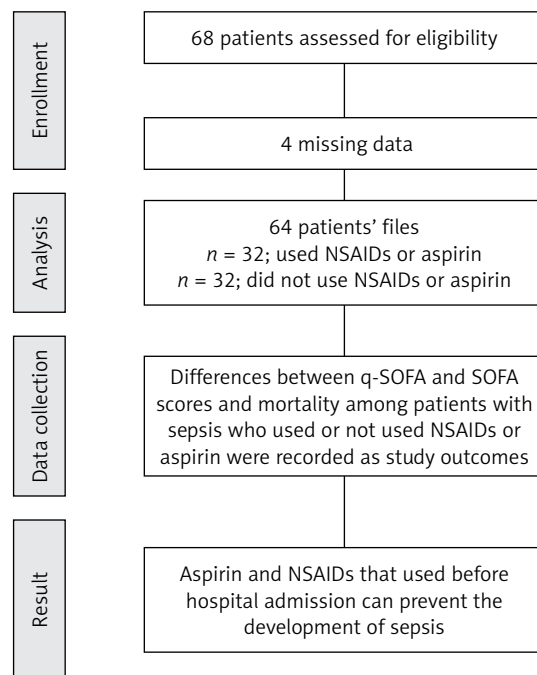 Enrollment
68 patients assessed for eligibility
4 missing data
Analysis
64 patients’ files
n = 32; used NSAIDs or aspirin
n = 32; did not use NSAIDs or aspirin
Data collection
Differences between q-SOFA and SOFA
scores and mortality among patients with
sepsis who used or not used NSAIDs or
aspirin were recorded as study outcomes
Result
Aspirin and NSAIDs that used before
hospital admission can prevent the
development of sepsis